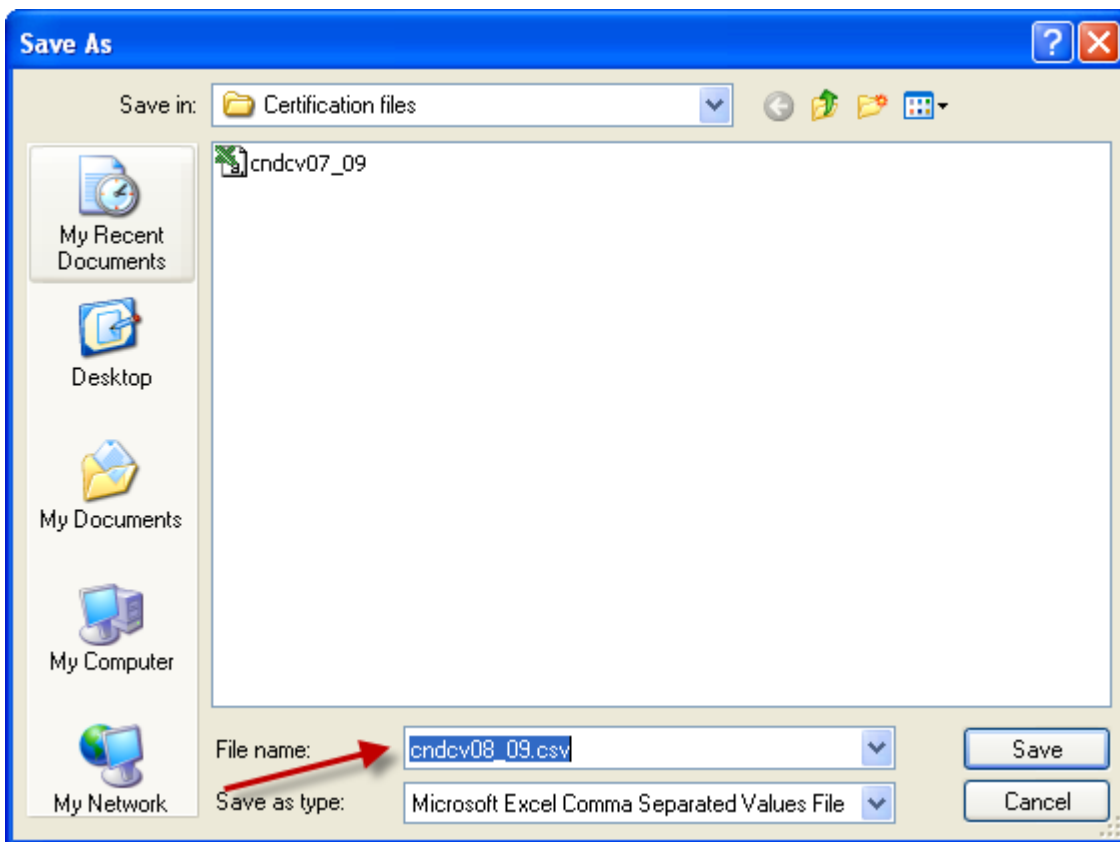 Save As
Save in:
Certification files
cndcv07_09
My Recent
Documents
Desktop
My Documents
My Computer
My Network
File name:
cndcv08_09.csv
Save
Save as type:
Microsoft Excel Comma Separated Values File
Cancel